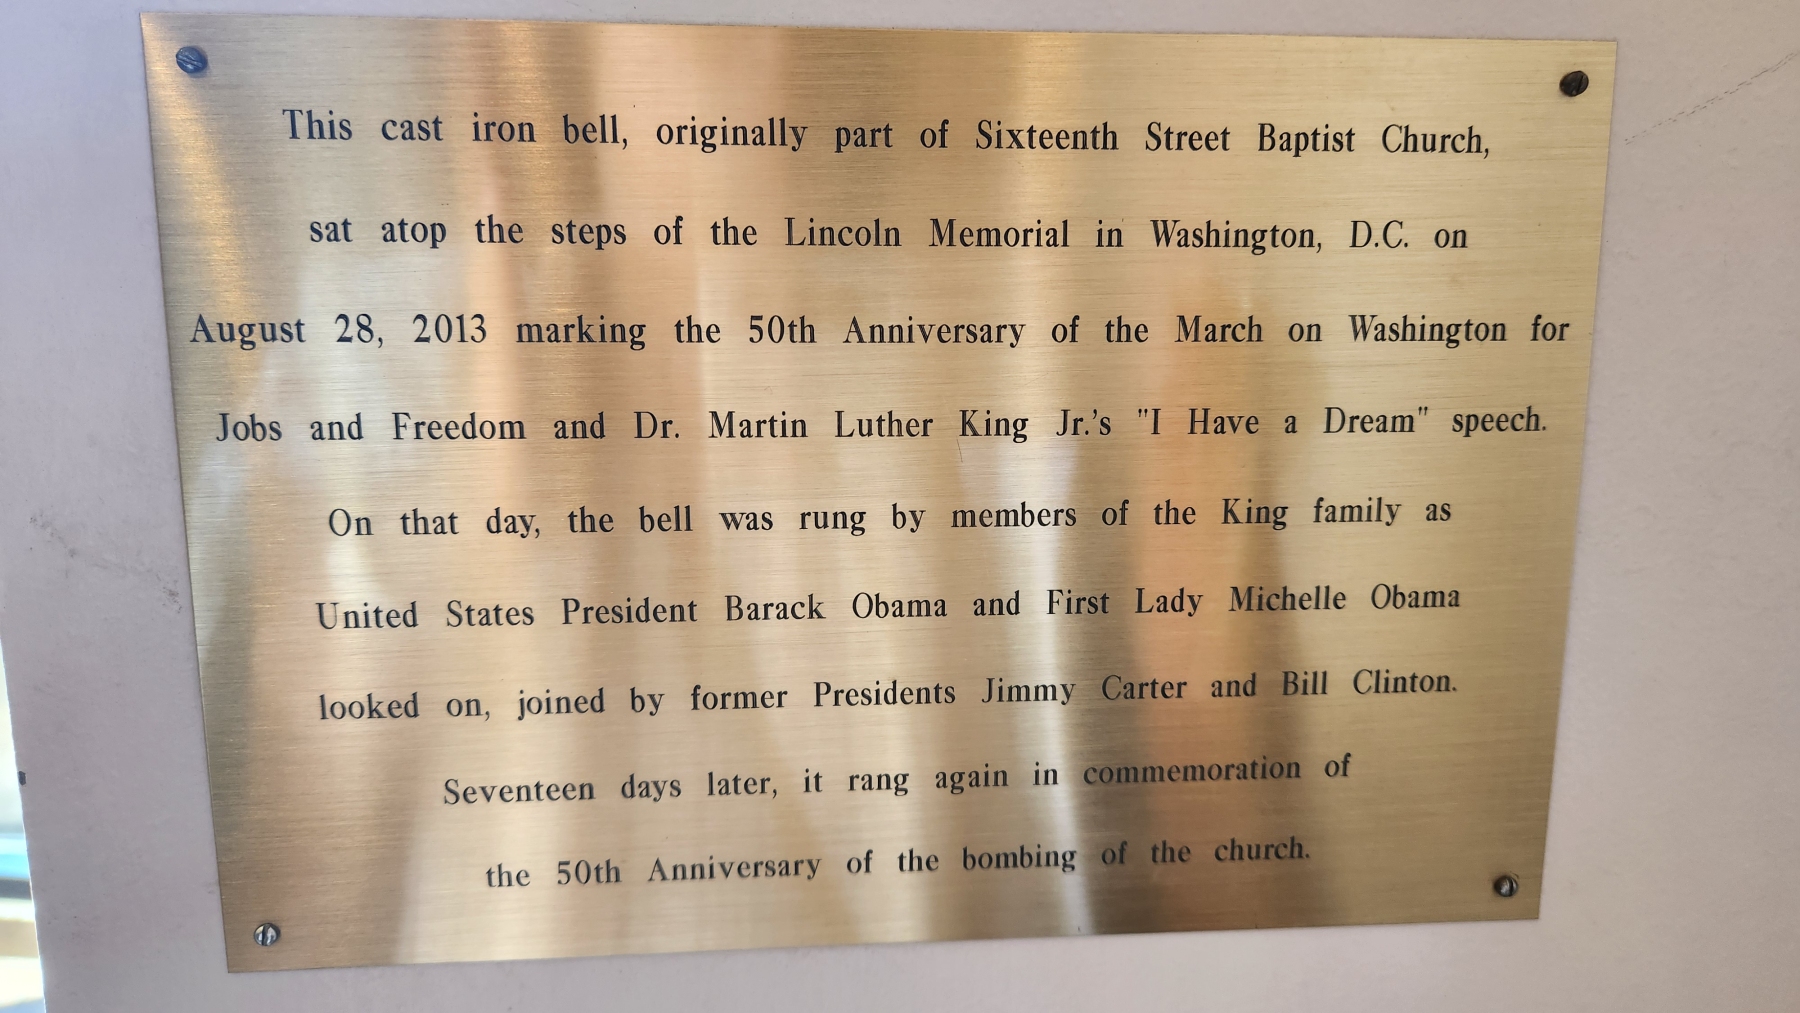 This cast iron bell, originally part of Sixteenth Street Baptist Church,
sat atop the steps of the Lincoln Memorial in Washington, D.C. on
August 28, 2013 marking the 50th Anniversary of the March on Washington for
Jobs and Freedom and Dr. Martin Luther King Jr.'s "I Have a Dream" speech.
On that day, the bell was rung by members of the King family as
United States President Barack Obama and First Lady Michelle Obama
looked on, joined by former Presidents Jimmy Carter and Bill Clinton.
Seventeen days later, it rang again in commemoration of
the 50th Anniversary of the bombing of the church.